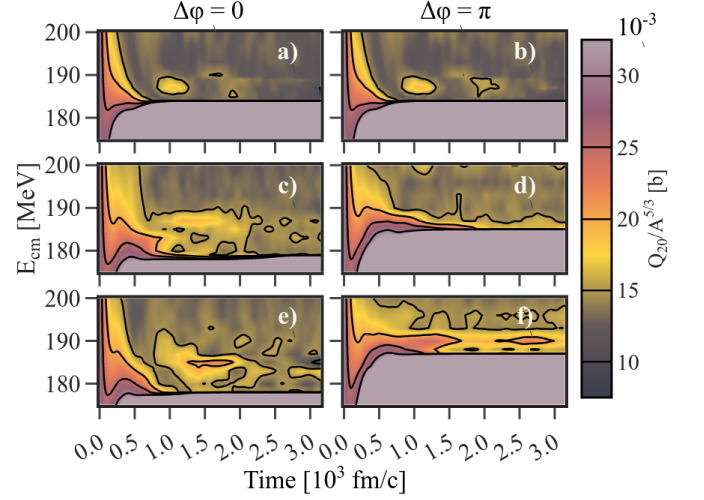 Δφ = 0
Δφ = π
10⁻³
200
190
180
a)
b)
200
190
180
c)
d)
200
190
180
e)
f)
E_cm [MeV]
30
25
20
15
10
Q₂₀/A^5/3 [b]
0.0 0.5 1.0 1.5 2.0 2.5 3.0
0.0 0.5 1.0 1.5 2.0 2.5 3.0
Time [10³ fm/c]